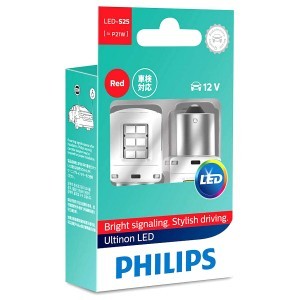 LED-S25
[≈ P21W]
Red
車検
対応
12 V
LED
Bright signaling. Stylish driving.
Ultinon LED
PHILIPS